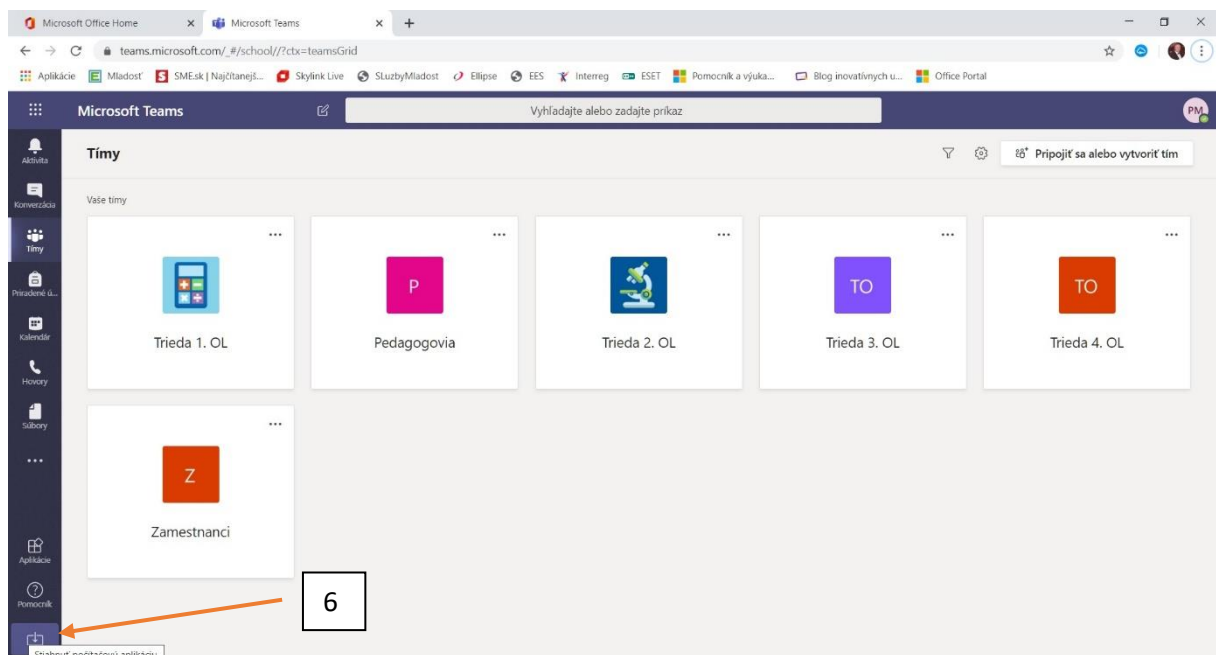 Microsoft Office Home
Microsoft Teams
teams.microsoft.com/_#/school//?ctx=teamsGrid
Aplikácie Mladosť SME.sk | Najčítanejš... Skylink Live SLuzbyMladost Ellipse EES Interreg ESET Pomocník a výuka... Blog inovatívnych u... Office Portal
Microsoft Teams
Vyhľadajte alebo zadajte príkaz
PM
Aktivita
Konverzácia
Tímy
Priradené ú...
Kalendár
Hovory
Súbory
Aplikácie
Pomocník
Tímy
Pripojiť sa alebo vytvoriť tím
Vaše tímy
Trieda 1. OL
P
Pedagogovia
Trieda 2. OL
TO
Trieda 3. OL
TO
Trieda 4. OL
Z
Zamestnanci
6
Stiahnuť počítačovú aplikáciu